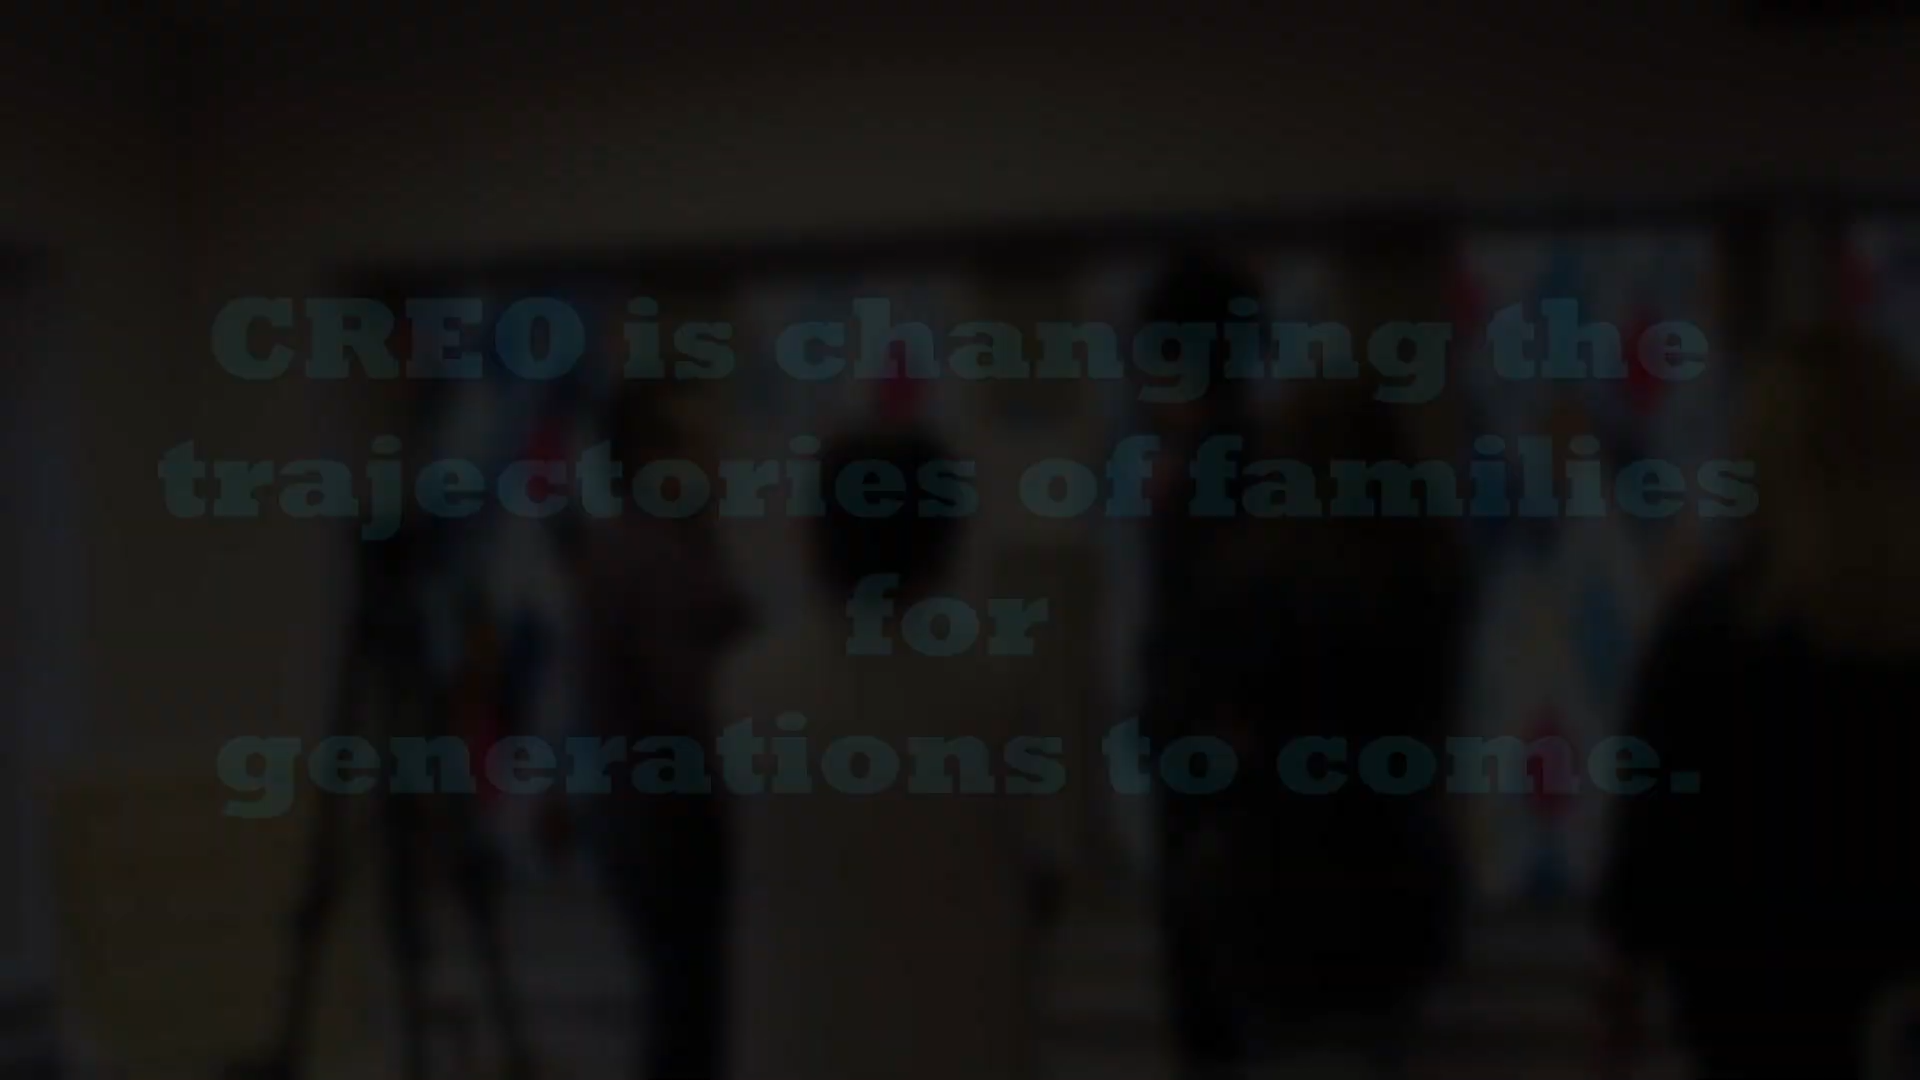 CREO is changing the
trajectories of families
for
generations to come.